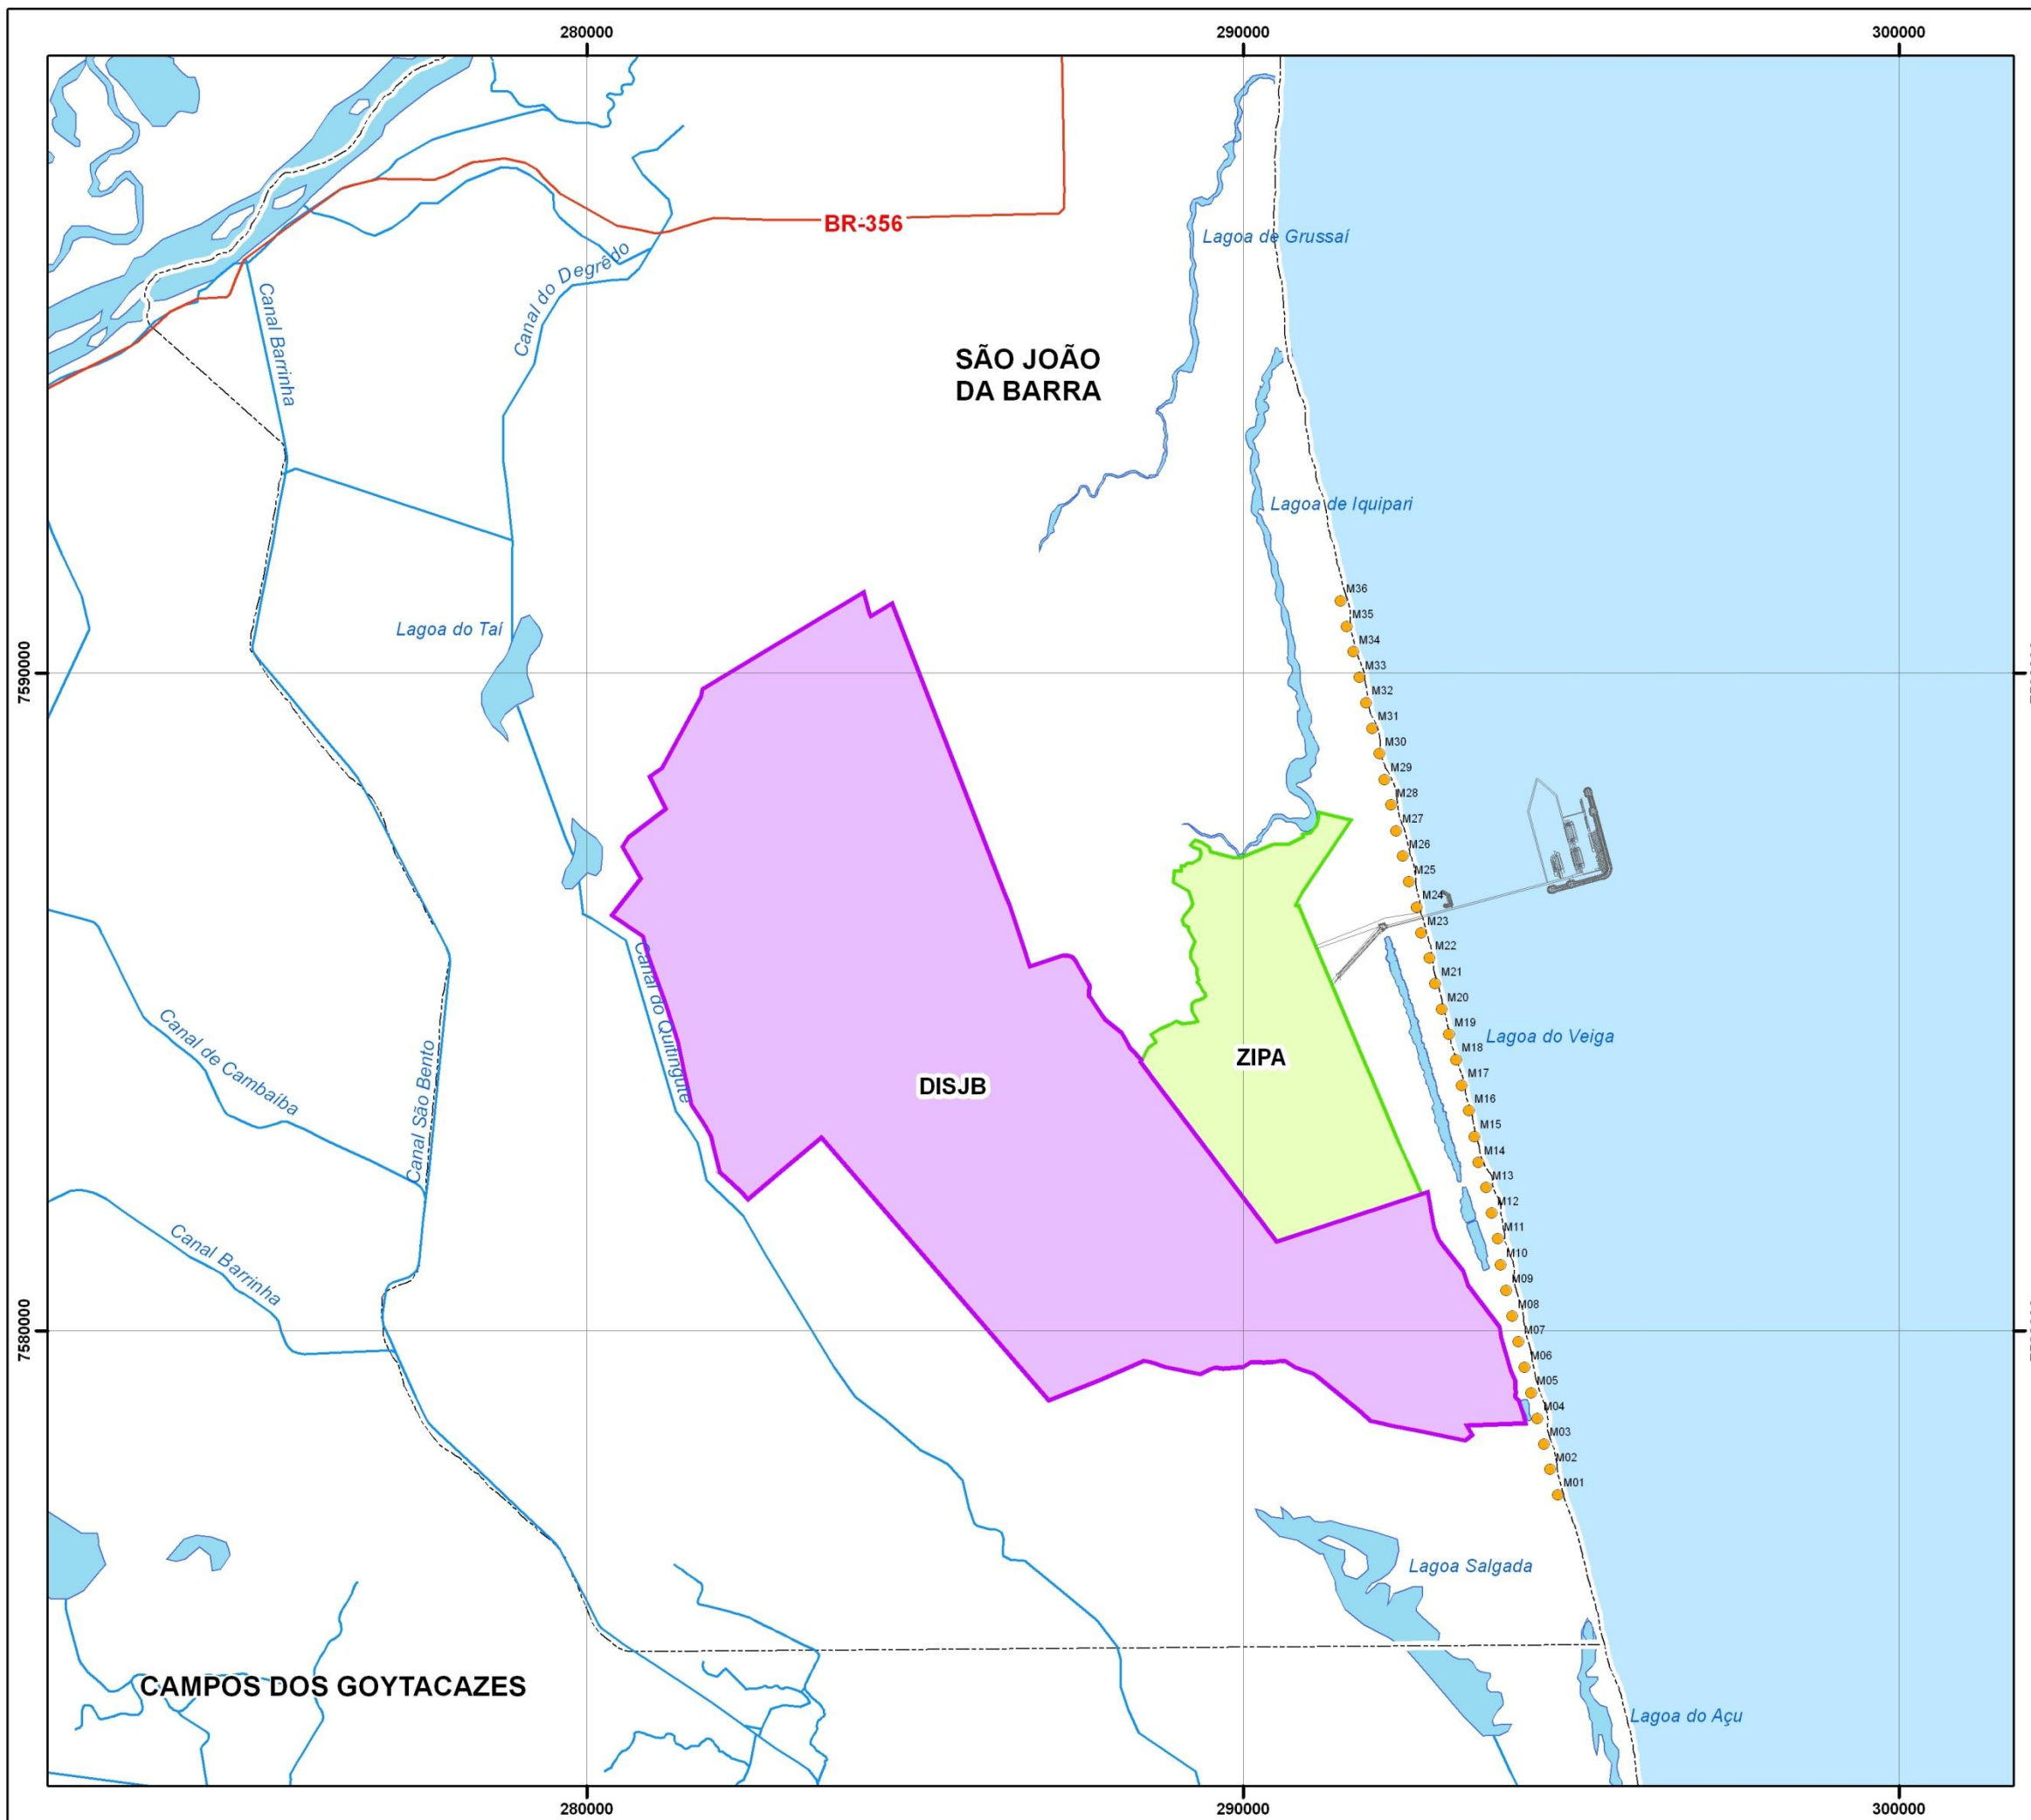 280000
290000
300000
BR-356
Lagoa de Grussaí
Canal do Degrêdo
Canal Barrinha
SÃO JOÃO
DA BARRA
Lagoa de Iquipari
M36
M35
Lagoa do Taí
M34
M33
7590000
M32
M31
M30
M29
M28
M27
M26
M25
M24
M23
M22
M21
Canal do Quitingute
M20
M19
Lagoa do Veiga
M18
ZIPA
Canal de Cambaíba
M17
DISJB
Canal São Bento
M16
M15
M14
M13
M12
M11
M10
Canal Barrinha
M09
M08
M07
7580000
M06
M05
M04
M03
M02
M01
Lagoa Salgada
CAMPOS DOS GOYTACAZES
Lagoa do Açu
280000
290000
300000